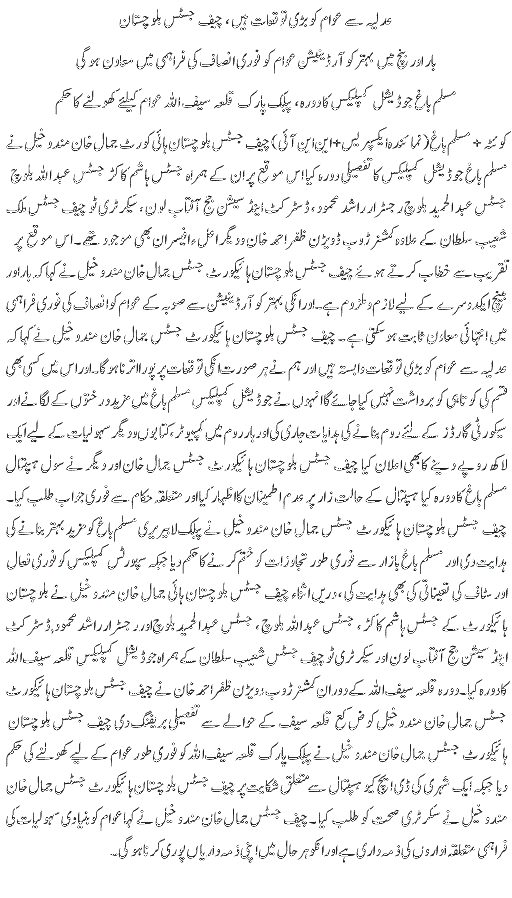 عدلیہ سے عوام کو بڑی توقعات ہیں، چیف جسٹس بلوچستان
بار اور بینچ میں بہتر کو آرڈینیشن عوام کو فوری انصاف کی فراہمی میں معاون ہو گی
مسلم باغ جوڈیشل کمپلیکس کا دورہ، پبلک پارک قلعہ سیف اللہ عوام کیلئے کھولنے کا حکم
کوئٹہ + مسلم باغ (نمائندہ ایکسپریس+این این آئی) چیف جسٹس بلوچستان ہائی کورٹ جمال خان مندوخیل نے
مسلم باغ جوڈیشل کمپلیکس کا تفصیلی دورہ کیا اس موقع پر ان کے ہمراہ جسٹس ہاشم کاکڑ جسٹس عبد اللہ بلوچ
جسٹس عبد الحمید بلوچ رجسٹرار راشد محمود، ڈسٹرکٹ اینڈ سیشن جج آفتاب لون، سیکرٹری ٹو چیف جسٹس ملک
شعیب سلطان کے علاوہ کمشنر ژوب ڈویژن ظفر احمد خان و دیگر اعلیٰ افسران بھی موجود تھے۔ اس موقع پر
تقریب سے خطاب کرتے ہوئے چیف جسٹس بلوچستان ہائیکورٹ جسٹس جمال خان مندوخیل نے کہا کہ بار اور
بینچ ایک دوسرے کے لیے لازم و ملزوم ہے۔ اور انکی بہتر کو آرڈینیشن سے صوبہ کے عوام کو انصاف کی فوری فراہمی
میں انتہائی معاون ثابت ہو سکتی ہے۔ چیف جسٹس بلوچستان ہائیکورٹ جسٹس جمال خان مندوخیل نے کہا کہ
عدلیہ سے عوام کو بڑی توقعات وابستہ ہیں اور ہم نے ہر صورت انکی توقعات پر پورا اترنا ہوگا۔ اور اس میں کسی بھی
قسم کی کوتاہی کو برداشت نہیں کیا جائے گا انہوں نے جوڈیشل کمپلیکس مسلم باغ میں مزید درختوں کے لگانے اور
سیکورٹی گارڈز کے لئے روم بنانے کی ہدایات جاری کی اور بار روم میں کمپیوٹر، کتابوں و دیگر سہولیات کے لیے ایک
لاکھ روپے دینے کا بھی اعلان کیا چیف جسٹس بلوچستان ہائیکورٹ جسٹس جمال خان اور دیگر نے سول ہسپتال
مسلم باغ کا دورہ کیا ہسپتال کے حالت زار پر عدم اطمینان کا اظہار کیا اور متعلقہ حکام سے فوری جواب طلب کیا۔
چیف جسٹس بلوچستان ہائیکورٹ جسٹس جمال خان مندوخیل نے پبلک لائبریری مسلم باغ کو مزید بہتر بنانے کی
ہدایت دی اور مسلم باغ بازار سے فوری طور تجاوزات کو ختم کرنے کا حکم دیا جبکہ سپورٹس کمپلیکس کو فوری فعال
اور سٹاف کی تعیناتی کی بھی ہدایت کی، دریں اثناء چیف جسٹس بلوچستان ہائی جمال خان مندوخیل نے بلوچستان
ہائیکورٹ کے جسٹس ہاشم کاکڑ، جسٹس عبد اللہ بلوچ، جسٹس عبد الحمید بلوچ اور رجسٹرار راشد محمود، ڈسٹرکٹ
اینڈ سیشن جج آفتاب لون اور سیکرٹری ٹو چیف جسٹس شعیب سلطان کے ہمراہ جوڈیشل کمپلیکس قلعہ سیف اللہ
کا دورہ کیا۔ دورہ قلعہ سیف اللہ کے دوران کمشنر ژوب ڈویژن ظفر احمد خان نے چیف جسٹس بلوچستان ہائیکورٹ
جسٹس جمال خان مندوخیل کو ضلع قلعہ سیف کے حوالے سے تفصیلی بریفنگ دی چیف جسٹس بلوچستان
ہائیکورٹ جسٹس جمال خان مندوخیل نے پبلک پارک قلعہ سیف اللہ کو فوری طور عوام کے لیے کھولنے کی حکم
دیا جبکہ ایک شہری کی ڈی ایچ کیو ہسپتال سے متعلق شکایت پر چیف جسٹس بلوچستان ہائیکورٹ جسٹس جمال خان
مندوخیل نے سکرٹری صحت کو طلب کیا۔ چیف جسٹس جمال خان مندوخیل نے کہا عوام کو بنیادی سہولیات کی
فراہمی متعلقہ اداروں کی ذمہ داری ہے اور انکو ہر حال میں اپنی ذمہ داریاں پوری کرنا ہو گی۔